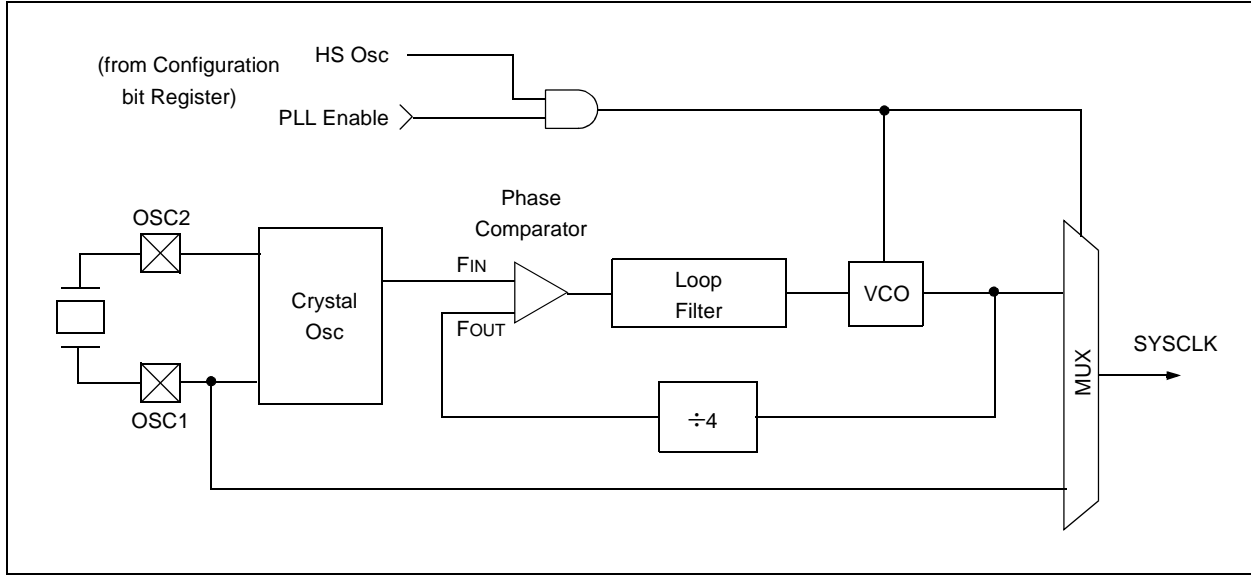 (from Configuration
bit Register)
HS Osc
PLL Enable
Phase
Comparator
OSC2
OSC1
Crystal
Osc
FIN
FOUT
Loop
Filter
VCO
÷4
MUX
SYSCLK